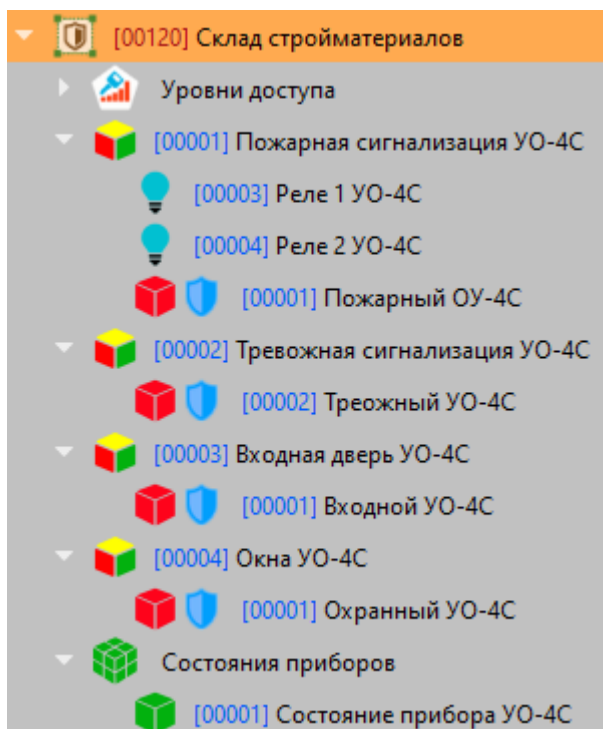 [00120] Склад стройматериалов
Уровни доступа
[00001] Пожарная сигнализация УО-4С
[00003] Реле 1 УО-4С
[00004] Реле 2 УО-4С
[00001] Пожарный ОУ-4С
[00002] Тревожная сигнализация УО-4С
[00002] Треожный УО-4С
[00003] Входная дверь УО-4С
[00001] Входной УО-4С
[00004] Окна УО-4С
[00001] Охранный УО-4С
Состояния приборов
[00001] Состояние прибора УО-4С